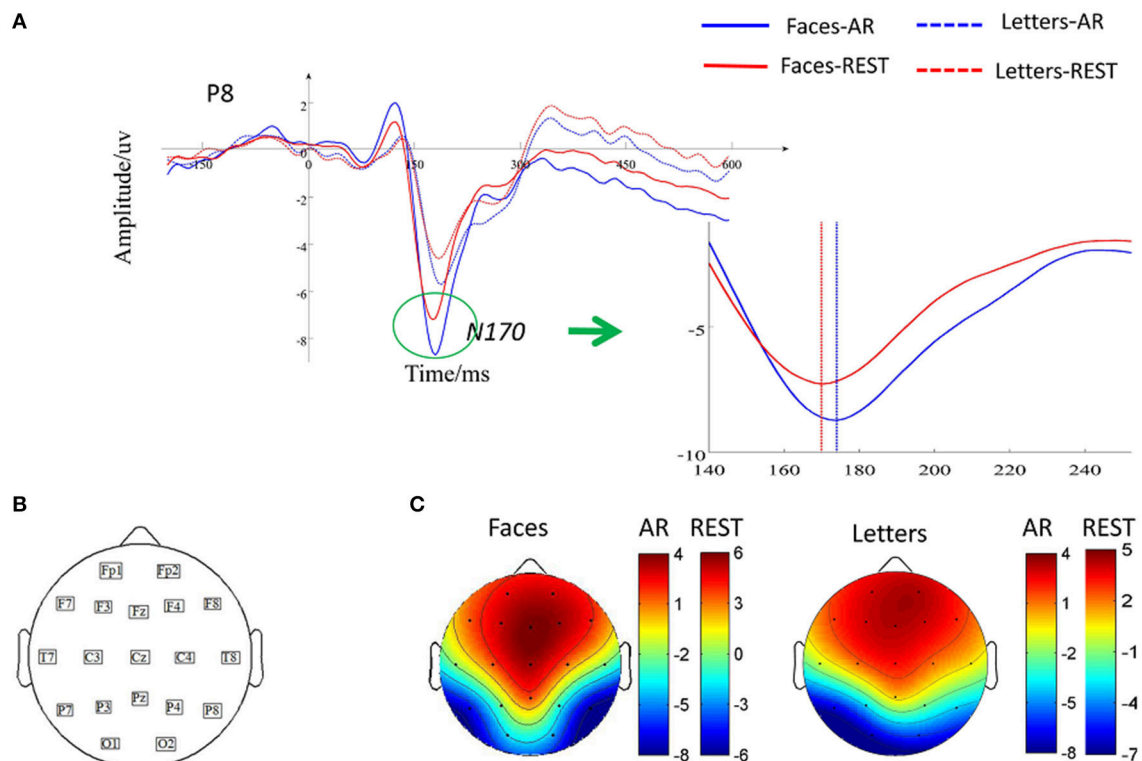 A
Faces-AR
Letters-AR
Faces-REST
Letters-REST
P8
Amplitude/uv
2
0
-2
-4
-6
-8
-150
0
150
300
450
600
N170
Time/ms
-5
-10
140
160
180
200
220
240
B
Fp1 Fp2
F7 F3 Fz F4 F8
T7 C3 Cz C4 T8
P7 P3 Pz P4 P8
O1 O2
C
Faces
AR REST
4
1
-2
-5
-8
6
3
0
-3
-6
Letters
AR REST
4
1
-2
-5
-8
5
2
-1
-4
-7